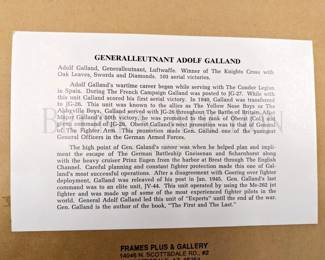 GENERALLEUTNANT ADOLF GALLAND
Adolf Galland, Generalleutnant, Luftwaffe. Winner of The Knights Cross with
Oak Leaves, Swords and Diamonds. 103 aerial victories.
Adolf Galland's wartime career began while serving with The Condor Legion
in Spain. During The French Campaign Galland was posted to JG-27. While with
this unit Galland scored his first aerial victory. In 1940, Galland was transferred
to JG-26. This unit was known to the allies as The Yellow Nose Boys or The
Abbeyville Boys. Galland served with JG-26 throughout The Battle of Britain. After
Major Galland's 50th victory, he was promoted to the rank of Oberst (Col.) and
given command of JG-26. Oberst Galland's next promotion was to that of General
of The Fighter Arm. This promotion made Gen. Galland one of the youngest
General Officers in the German Armed Forces.
The high point of Gen. Galand's career was when he helped plan and imple-
ment the escape of The German Battleship Gneisenau and Scharnhorst along
with the heavy cruiser Prinz Eugen from the harbor at Brest through The English
Channel. Careful planning and constant fighter protection made this one of Gal-
land's most successful operations. After a disagreement with Goering over fighter
deployment, Galland was released of his post in Jan. 1945. Gen. Galland's last
command was to an elite unit, JV-44. This unit operated by using the Me-262 jet
fighter and was made up of some of the most experienced fighter pilots in the
world. General Adolf Galland led this unit of "Experts" until the end of the war.
Gen. Galland is the author of the book, "The First and The Last."
FRAMES PLUS & GALLERY
14046 N. SCOTTSDALE RD., #2